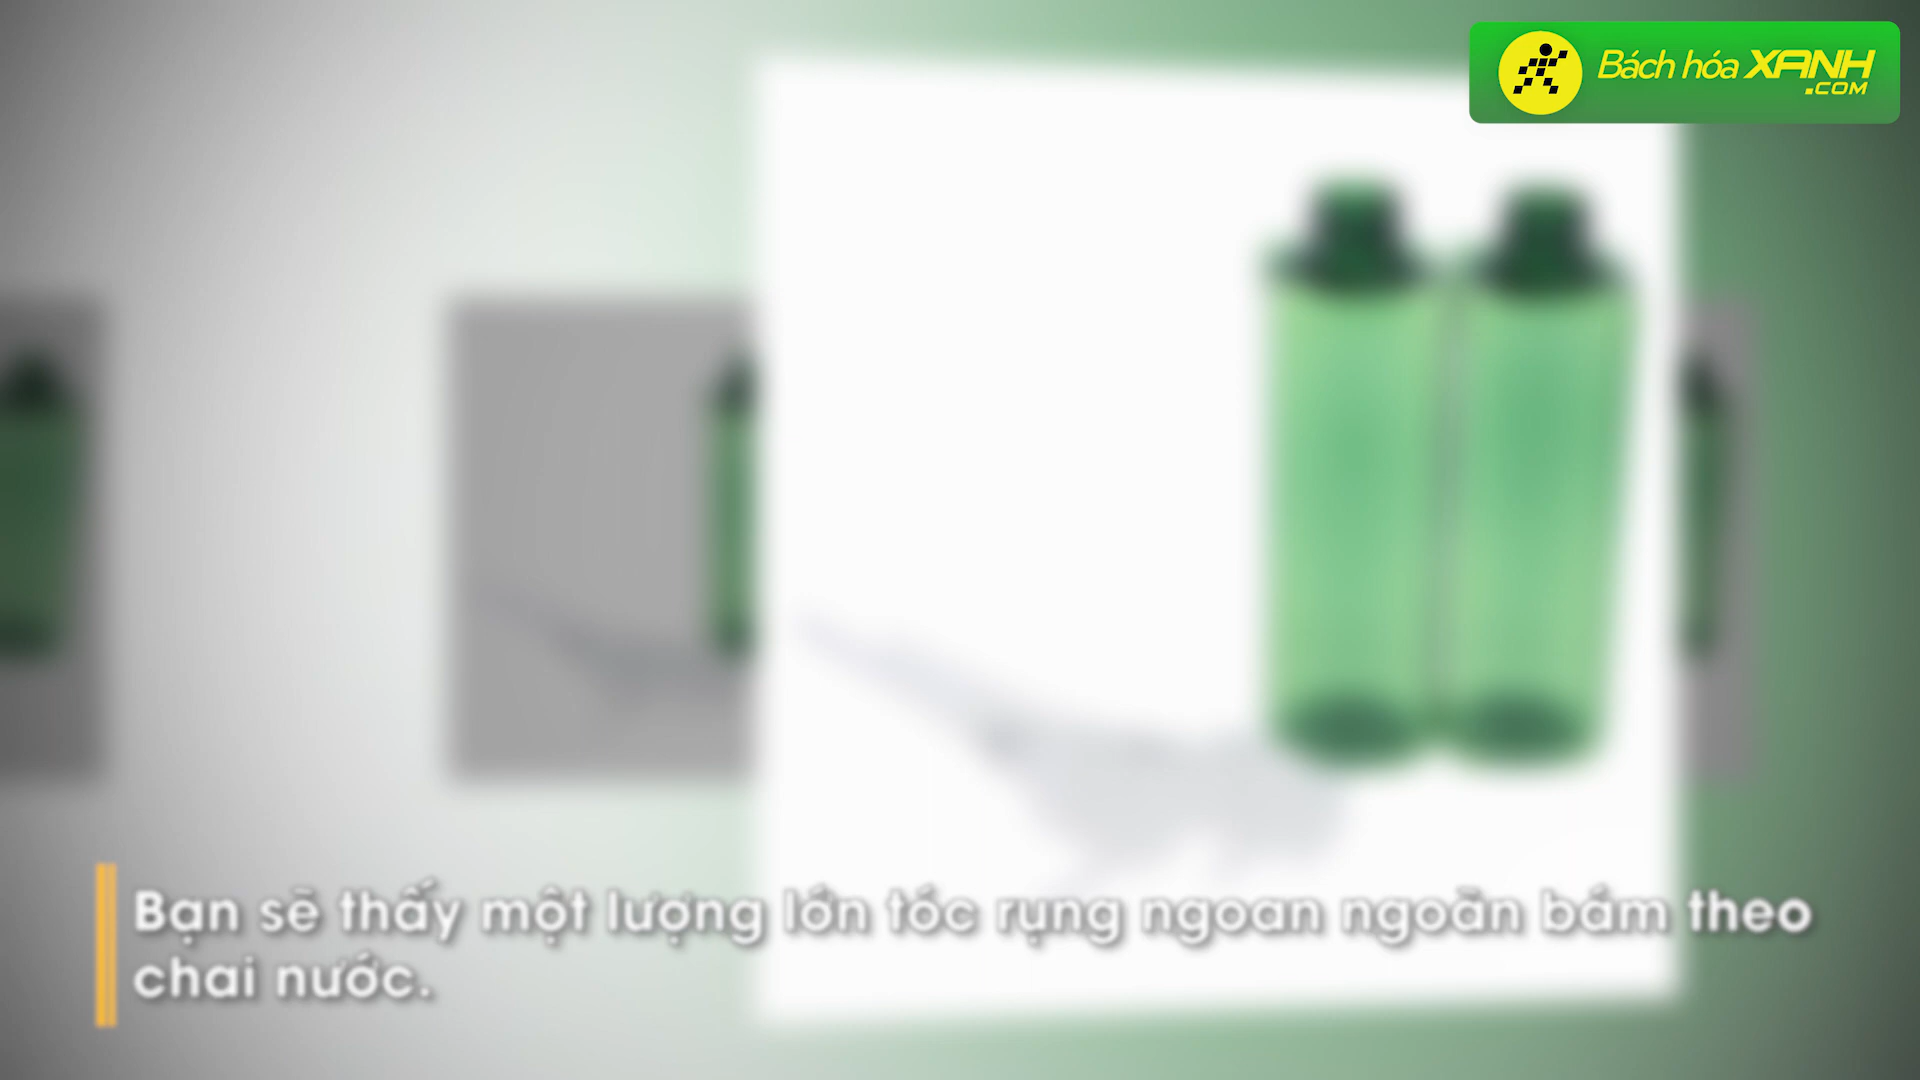 Bách hóa XANH
.COM
Bạn sẽ thấy một lượng lớn tóc rụng ngoan ngoãn bám theo
chai nước.